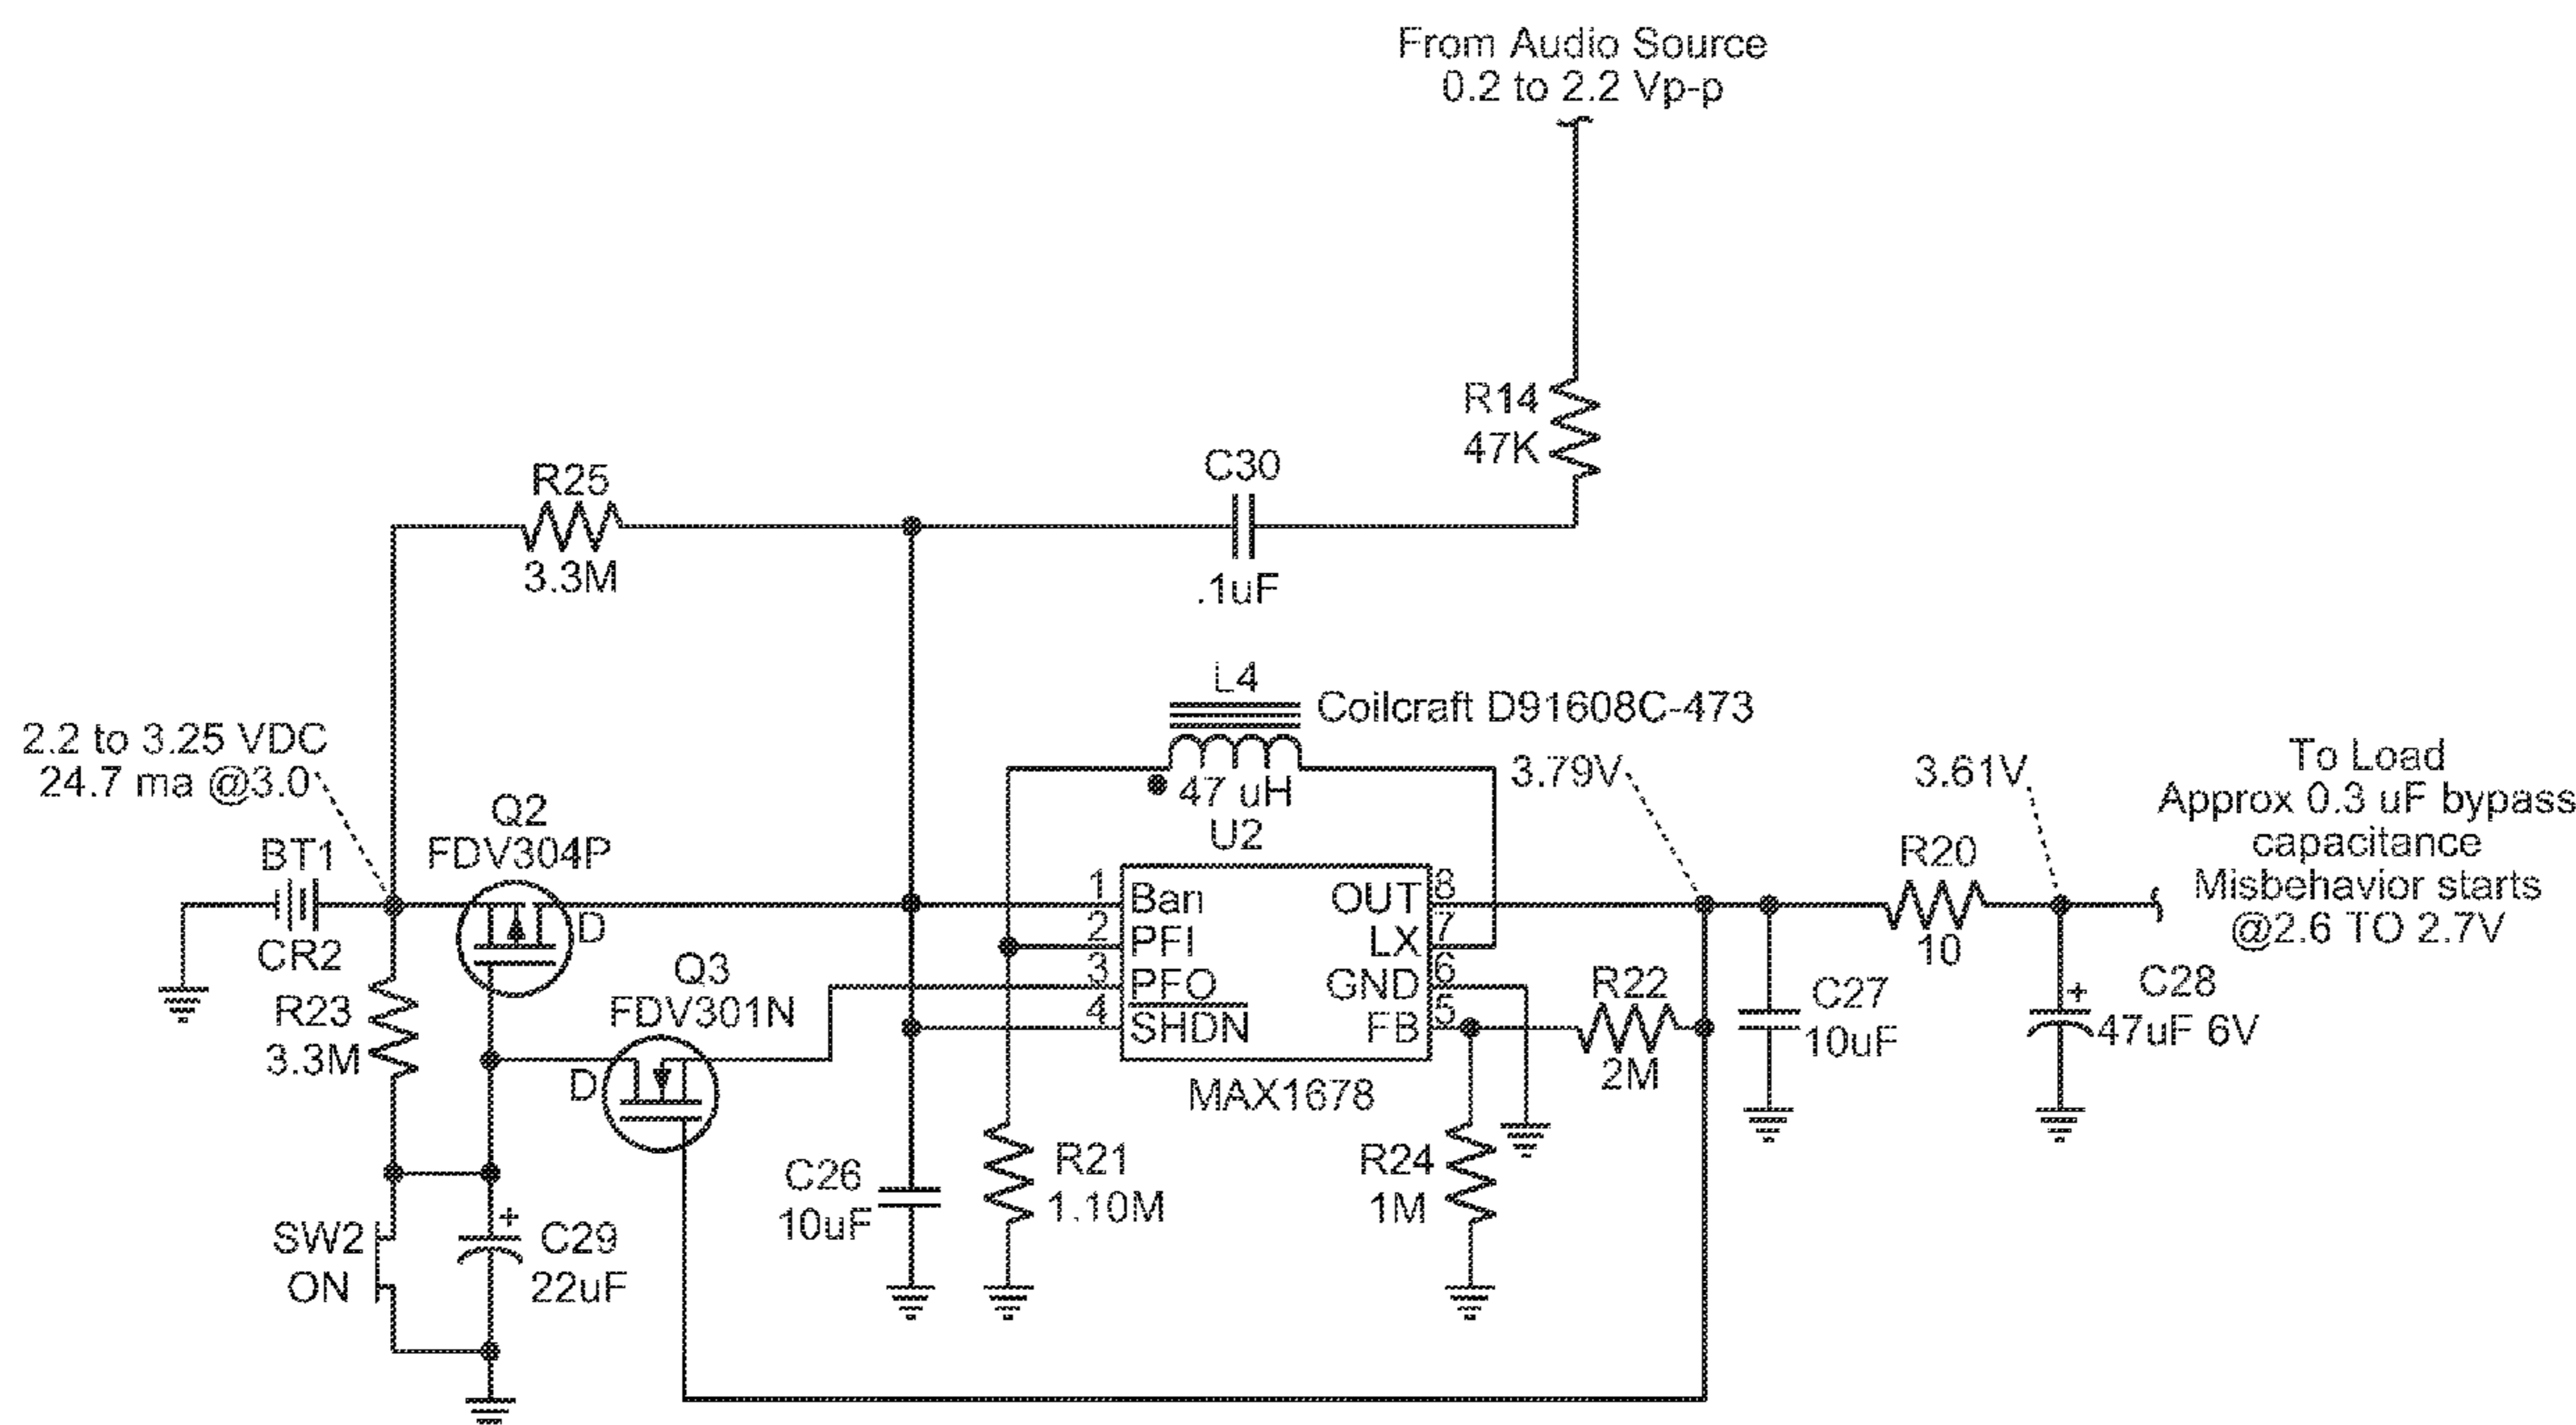 From Audio Source
0.2 to 2.2 Vp-p
R14
47K
C30
.1uF
R25
3.3M
L4
Coilcraft D91608C-473
47 uH
U2
2.2 to 3.25 VDC
24.7 ma @3.0
BT1
CR2
Q2
FDV304P
D
R23
3.3M
Q3
FDV301N
D
1 Ban
2 PFI
3 PFO
4 SHDN
OUT 8
LX 7
GND 6
FB 5
MAX1678
3.79V
3.61V
R20
10
To Load
Approx 0.3 uF bypass
capacitance
Misbehavior starts
@2.6 TO 2.7V
R22
2M
C27
10uF
+
C28
47uF 6V
SW2
ON
+
C29
22uF
C26
10uF
R21
1.10M
R24
1M